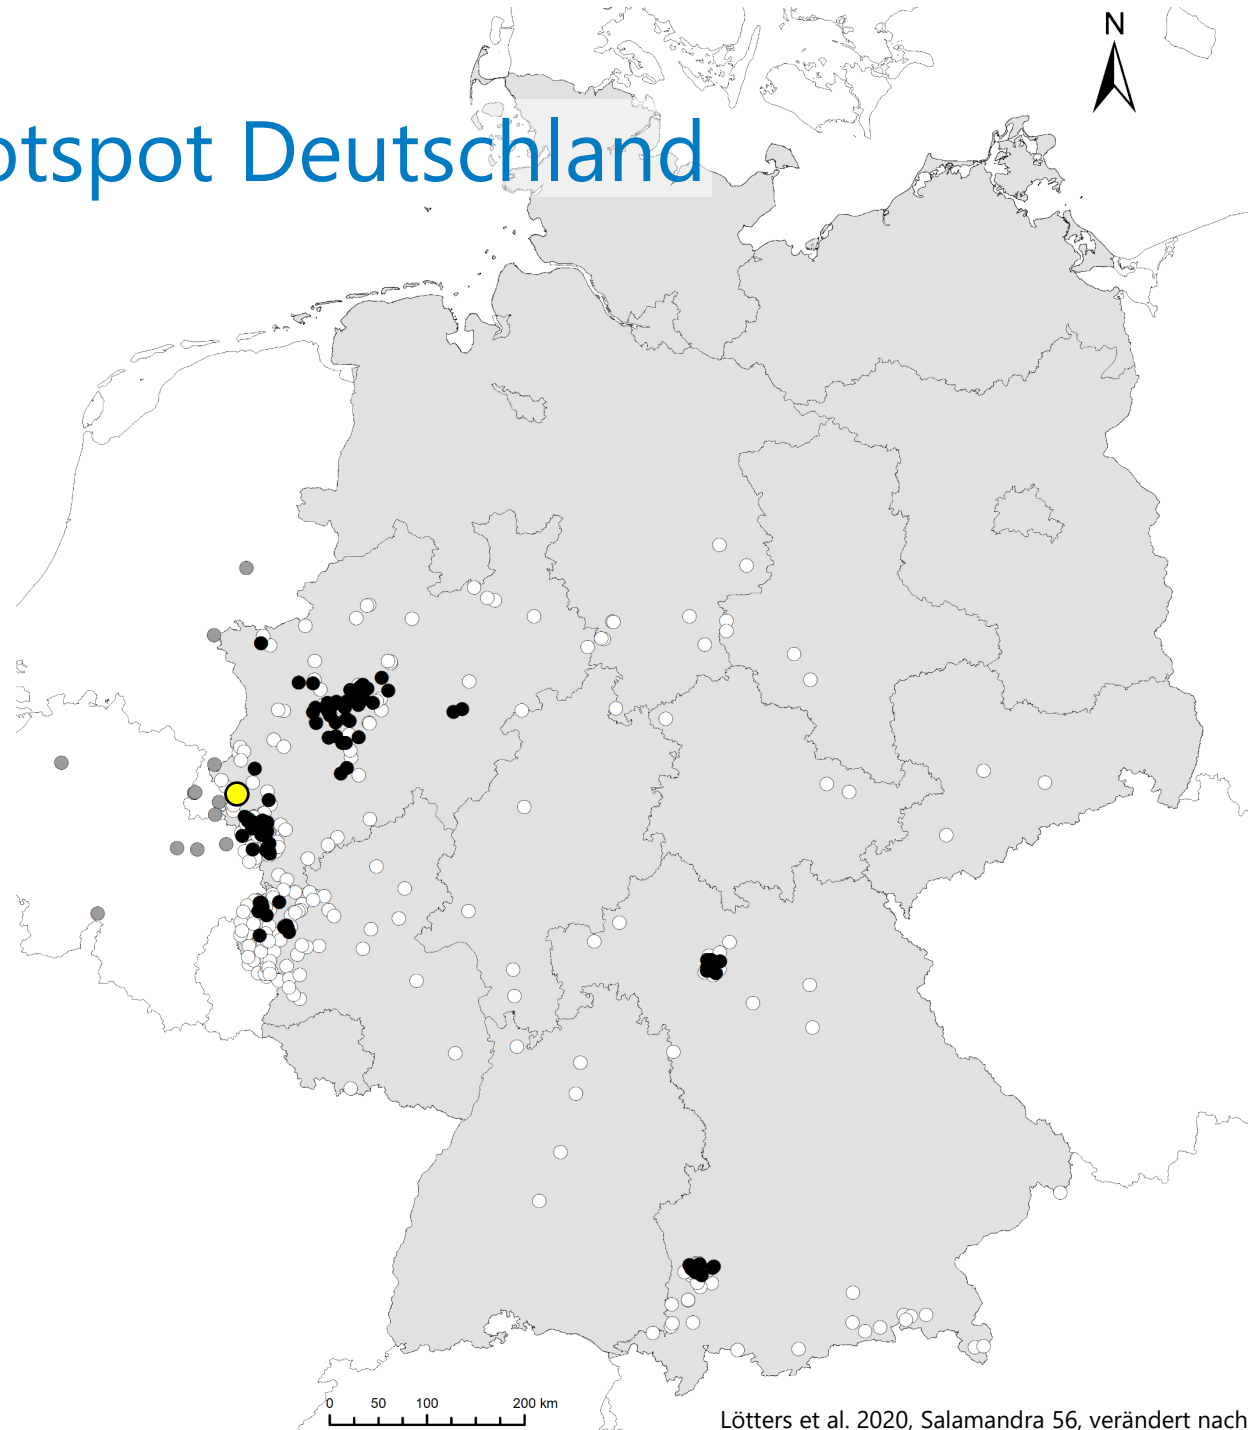 N
otspot Deutschland
0 50 100 200 km
Lötters et al. 2020, Salamandra 56, verändert nach